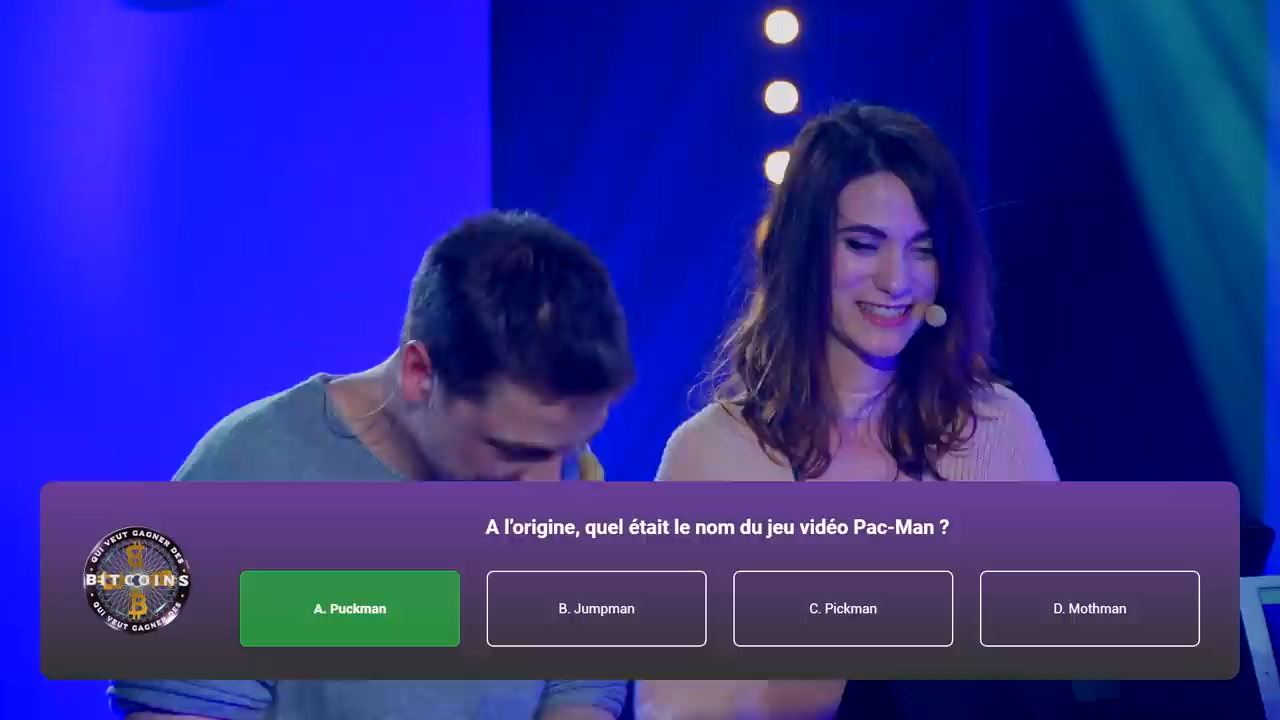 A l'origine, quel était le nom du jeu vidéo Pac-Man ?
QUI VEUT GAGNER DES
BITCOINS
QUI VEUT GAGNER DES
A. Puckman
B. Jumpman
C. Pickman
D. Mothman